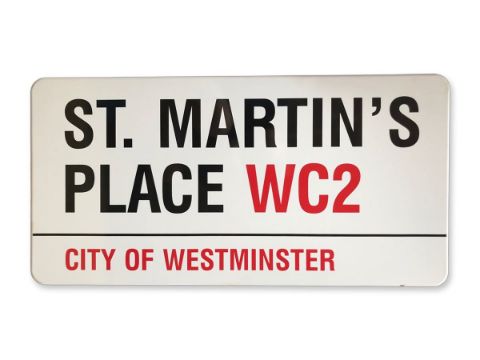 ST. MARTIN'S
PLACE WC2
CITY OF WESTMINSTER